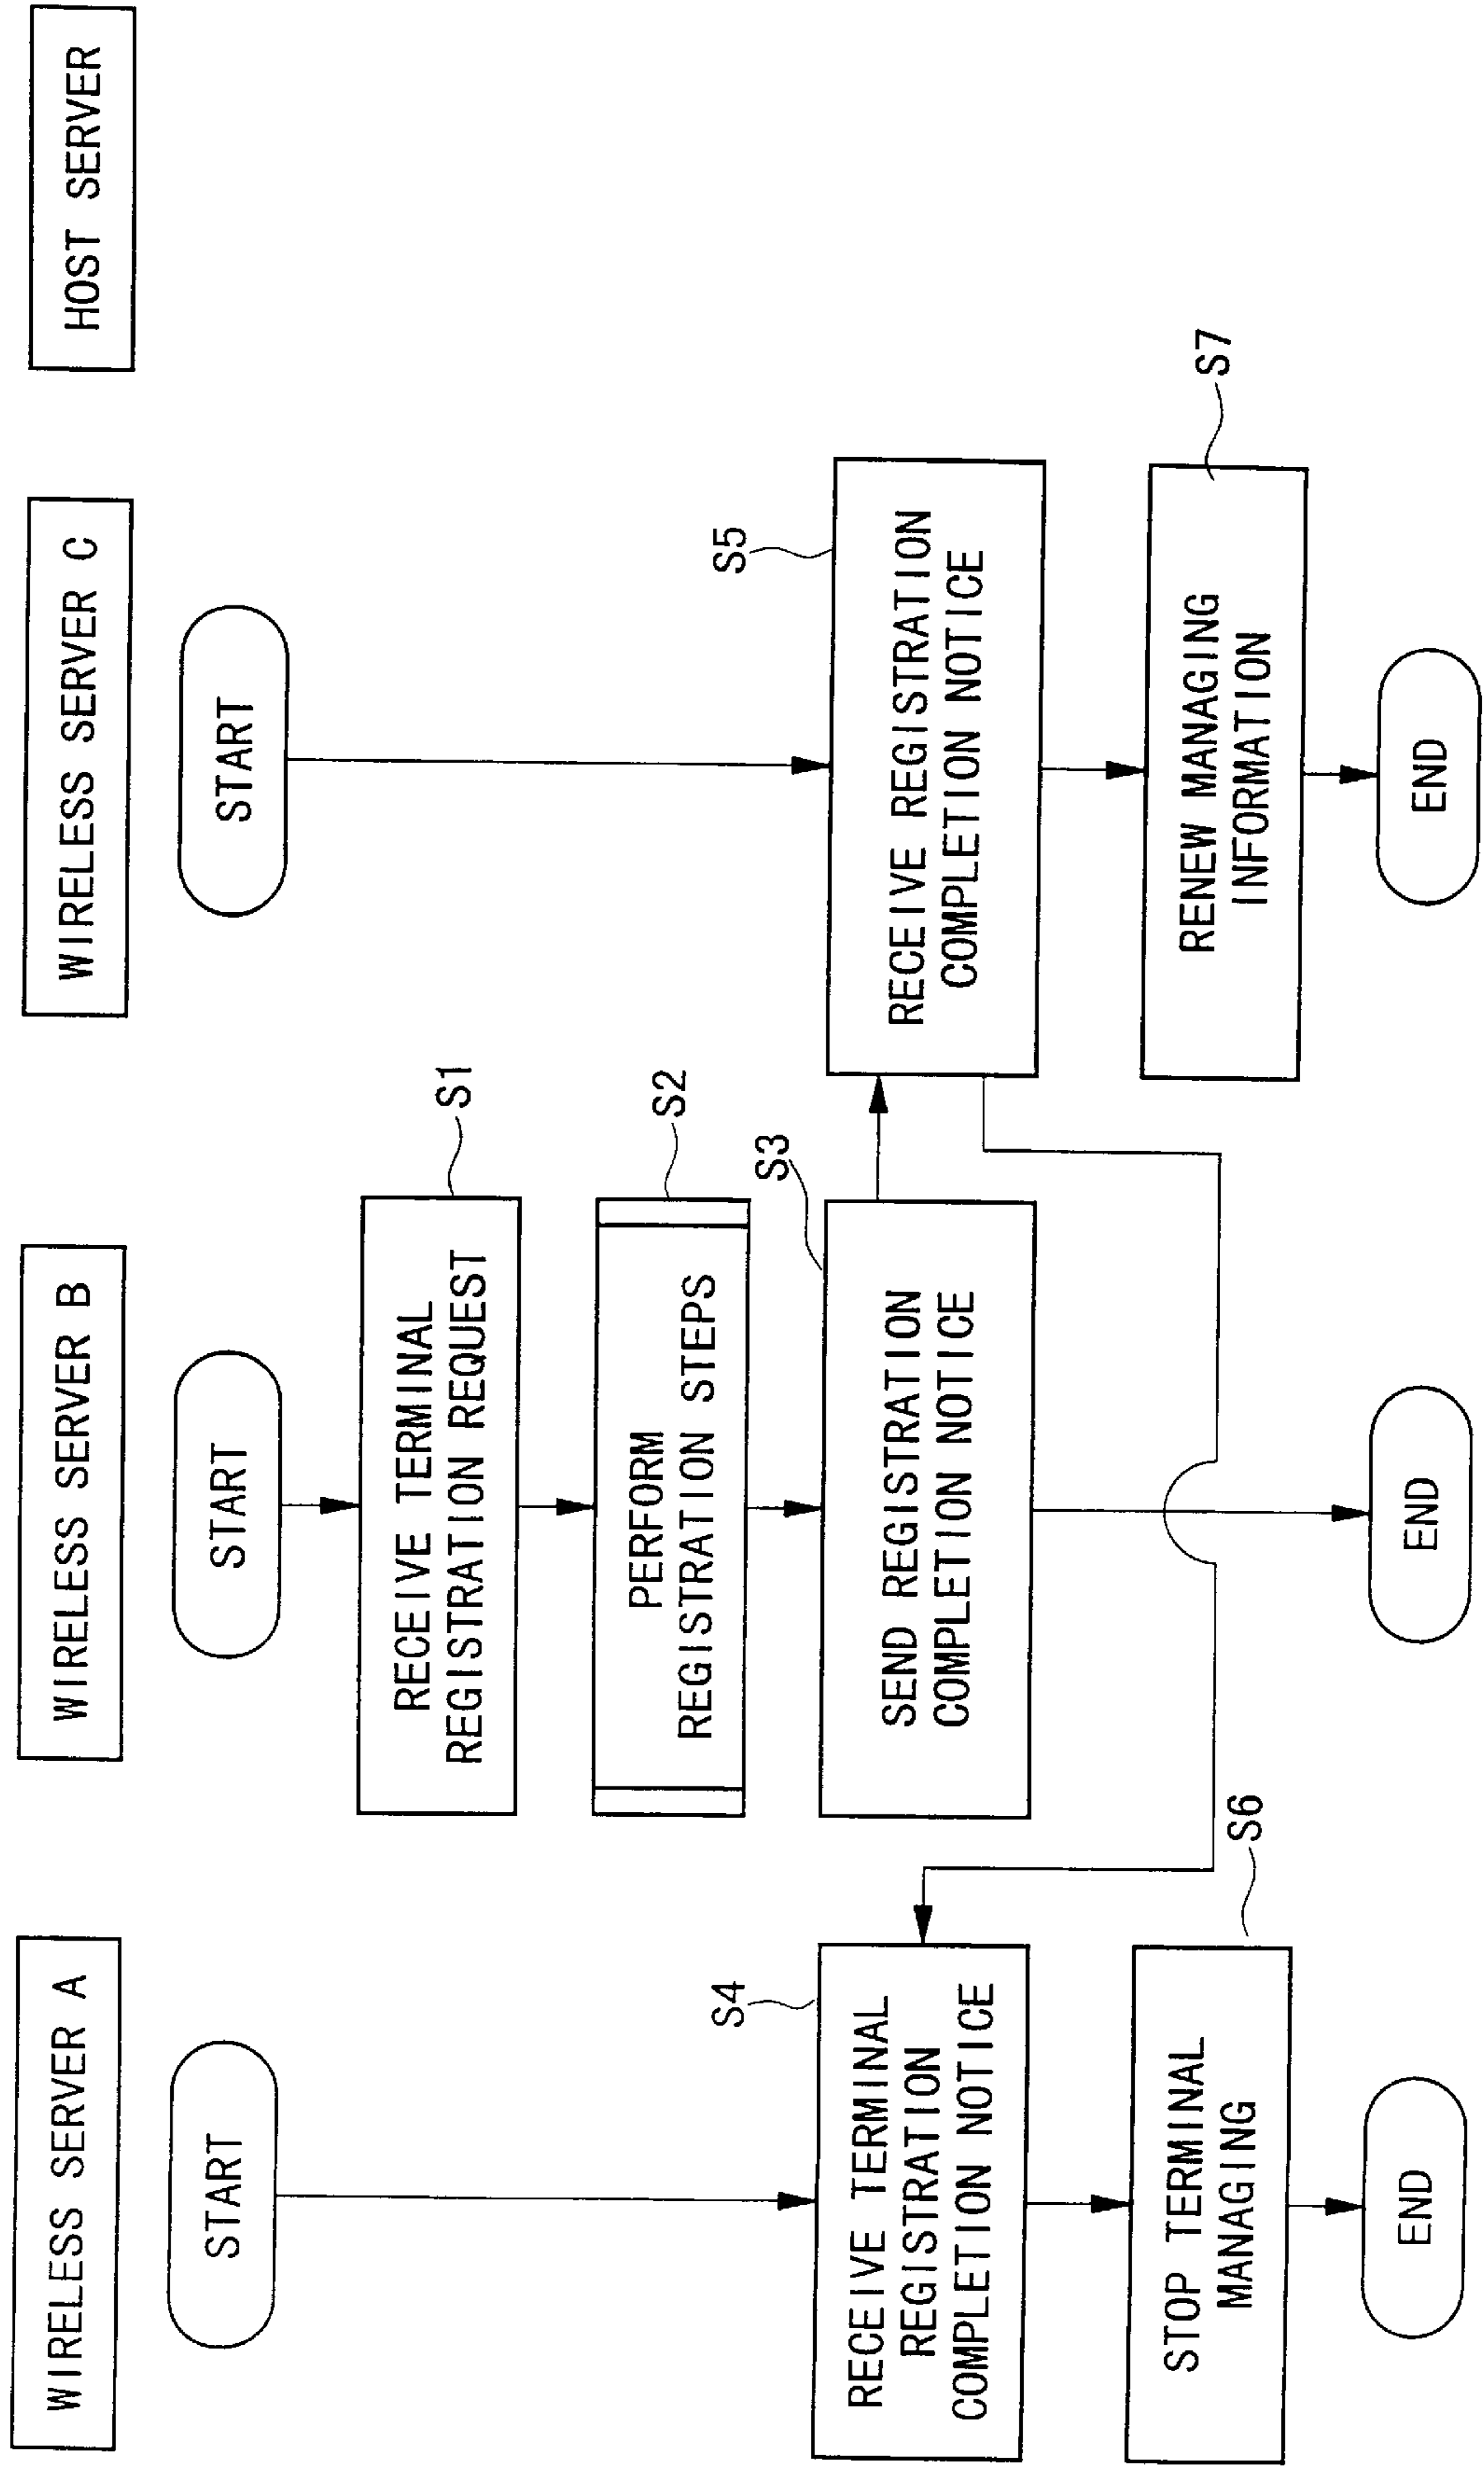 WIRELESS SERVER A
WIRELESS SERVER B
WIRELESS SERVER C
HOST SERVER
START
START
START
RECEIVE TERMINAL
REGISTRATION REQUEST
S1
PERFORM
REGISTRATION STEPS
S2
S4
RECEIVE TERMINAL
REGISTRATION
COMPLETION NOTICE
S3
SEND REGISTRATION
COMPLETION NOTICE
S5
RECEIVE REGISTRATION
COMPLETION NOTICE
S6
STOP TERMINAL
MANAGING
S7
RENEW MANAGING
INFORMATION
END
END
END